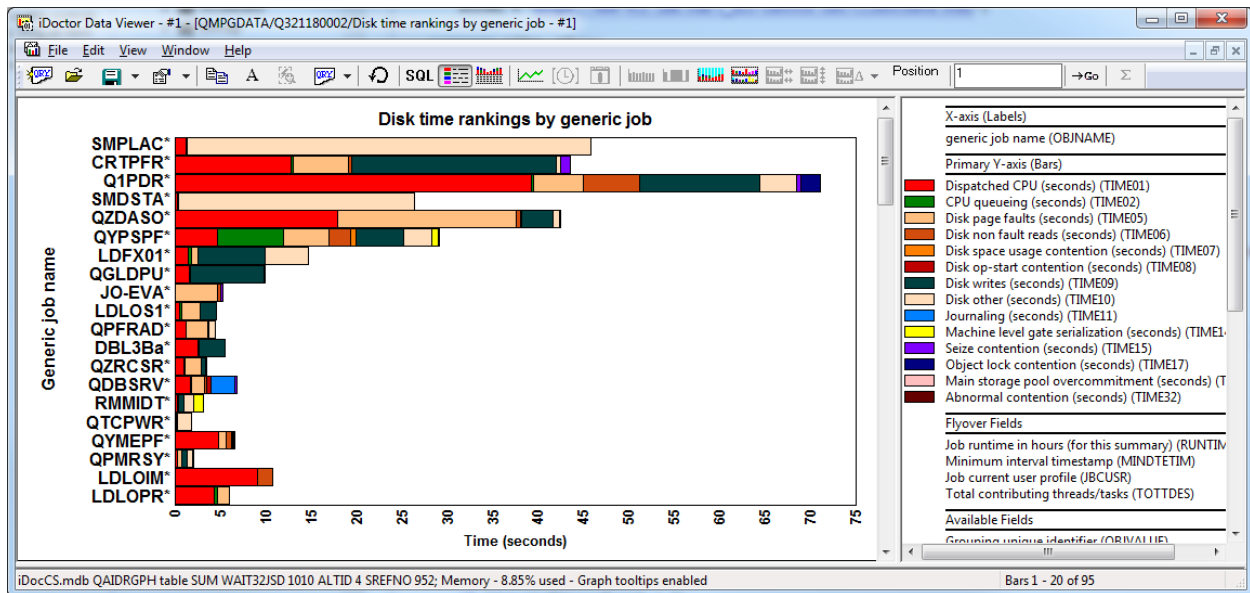 iDoctor Data Viewer - #1 - [QMPGDATA/Q321180002/Disk time rankings by generic job - #1]
File Edit View Window Help
QRY A QRY SQL Position 1 →Go Σ
Disk time rankings by generic job
Generic job name
SMPLAC*
CRTPFR*
Q1PDR*
SMDSTA*
QZDASO*
QYPSPF*
LDFX01*
QGLDPU*
JO-EVA*
LDLOS1*
QPFRAD*
DBL3Ba*
QZRCSR*
QDBSRV*
RMMIDT*
QTCPWR*
QYMEPF*
QPMRSY*
LDLOIM*
LDLOPR*
0 5 10 15 20 25 30 35 40 45 50 55 60 65 70 75
Time (seconds)
X-axis (Labels)
generic job name (OBJNAME)
Primary Y-axis (Bars)
Dispatched CPU (seconds) (TIME01)
CPU queueing (seconds) (TIME02)
Disk page faults (seconds) (TIME05)
Disk non fault reads (seconds) (TIME06)
Disk space usage contention (seconds) (TIME07)
Disk op-start contention (seconds) (TIME08)
Disk writes (seconds) (TIME09)
Disk other (seconds) (TIME10)
Journaling (seconds) (TIME11)
Machine level gate serialization (seconds) (TIME14
Seize contention (seconds) (TIME15)
Object lock contention (seconds) (TIME17)
Main storage pool overcommitment (seconds) (T
Abnormal contention (seconds) (TIME32)
Flyover Fields
Job runtime in hours (for this summary) (RUNTIM
Minimum interval timestamp (MINDTETIM)
Job current user profile (JBCUSR)
Total contributing threads/tasks (TOTTDES)
Available Fields
Grouping unique identifier (OBJVALUE)
iDocCS.mdb QAIDRGPH table SUM WAIT32JSD 1010 ALTID 4 SREFNO 952; Memory - 8.85% used - Graph tooltips enabled
Bars 1 - 20 of 95